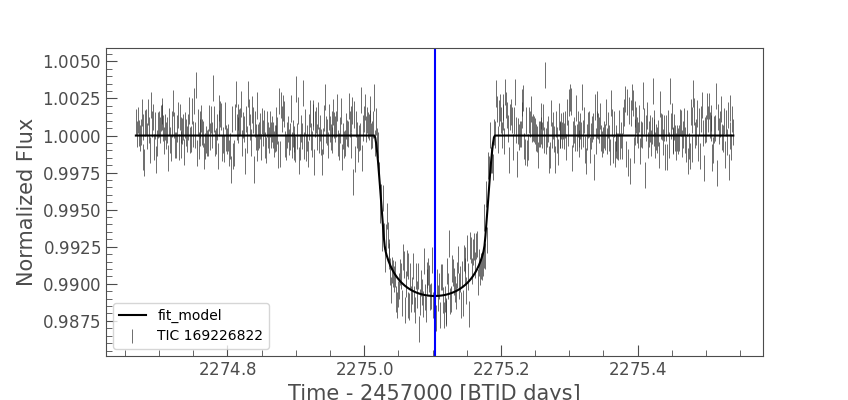 1.0050
1.0025
1.0000
0.9975
0.9950
0.9925
0.9900
0.9875
Normalized Flux
fit_model
TIC 169226822
2274.8 2275.0 2275.2 2275.4
Time - 2457000 [BTJD days]